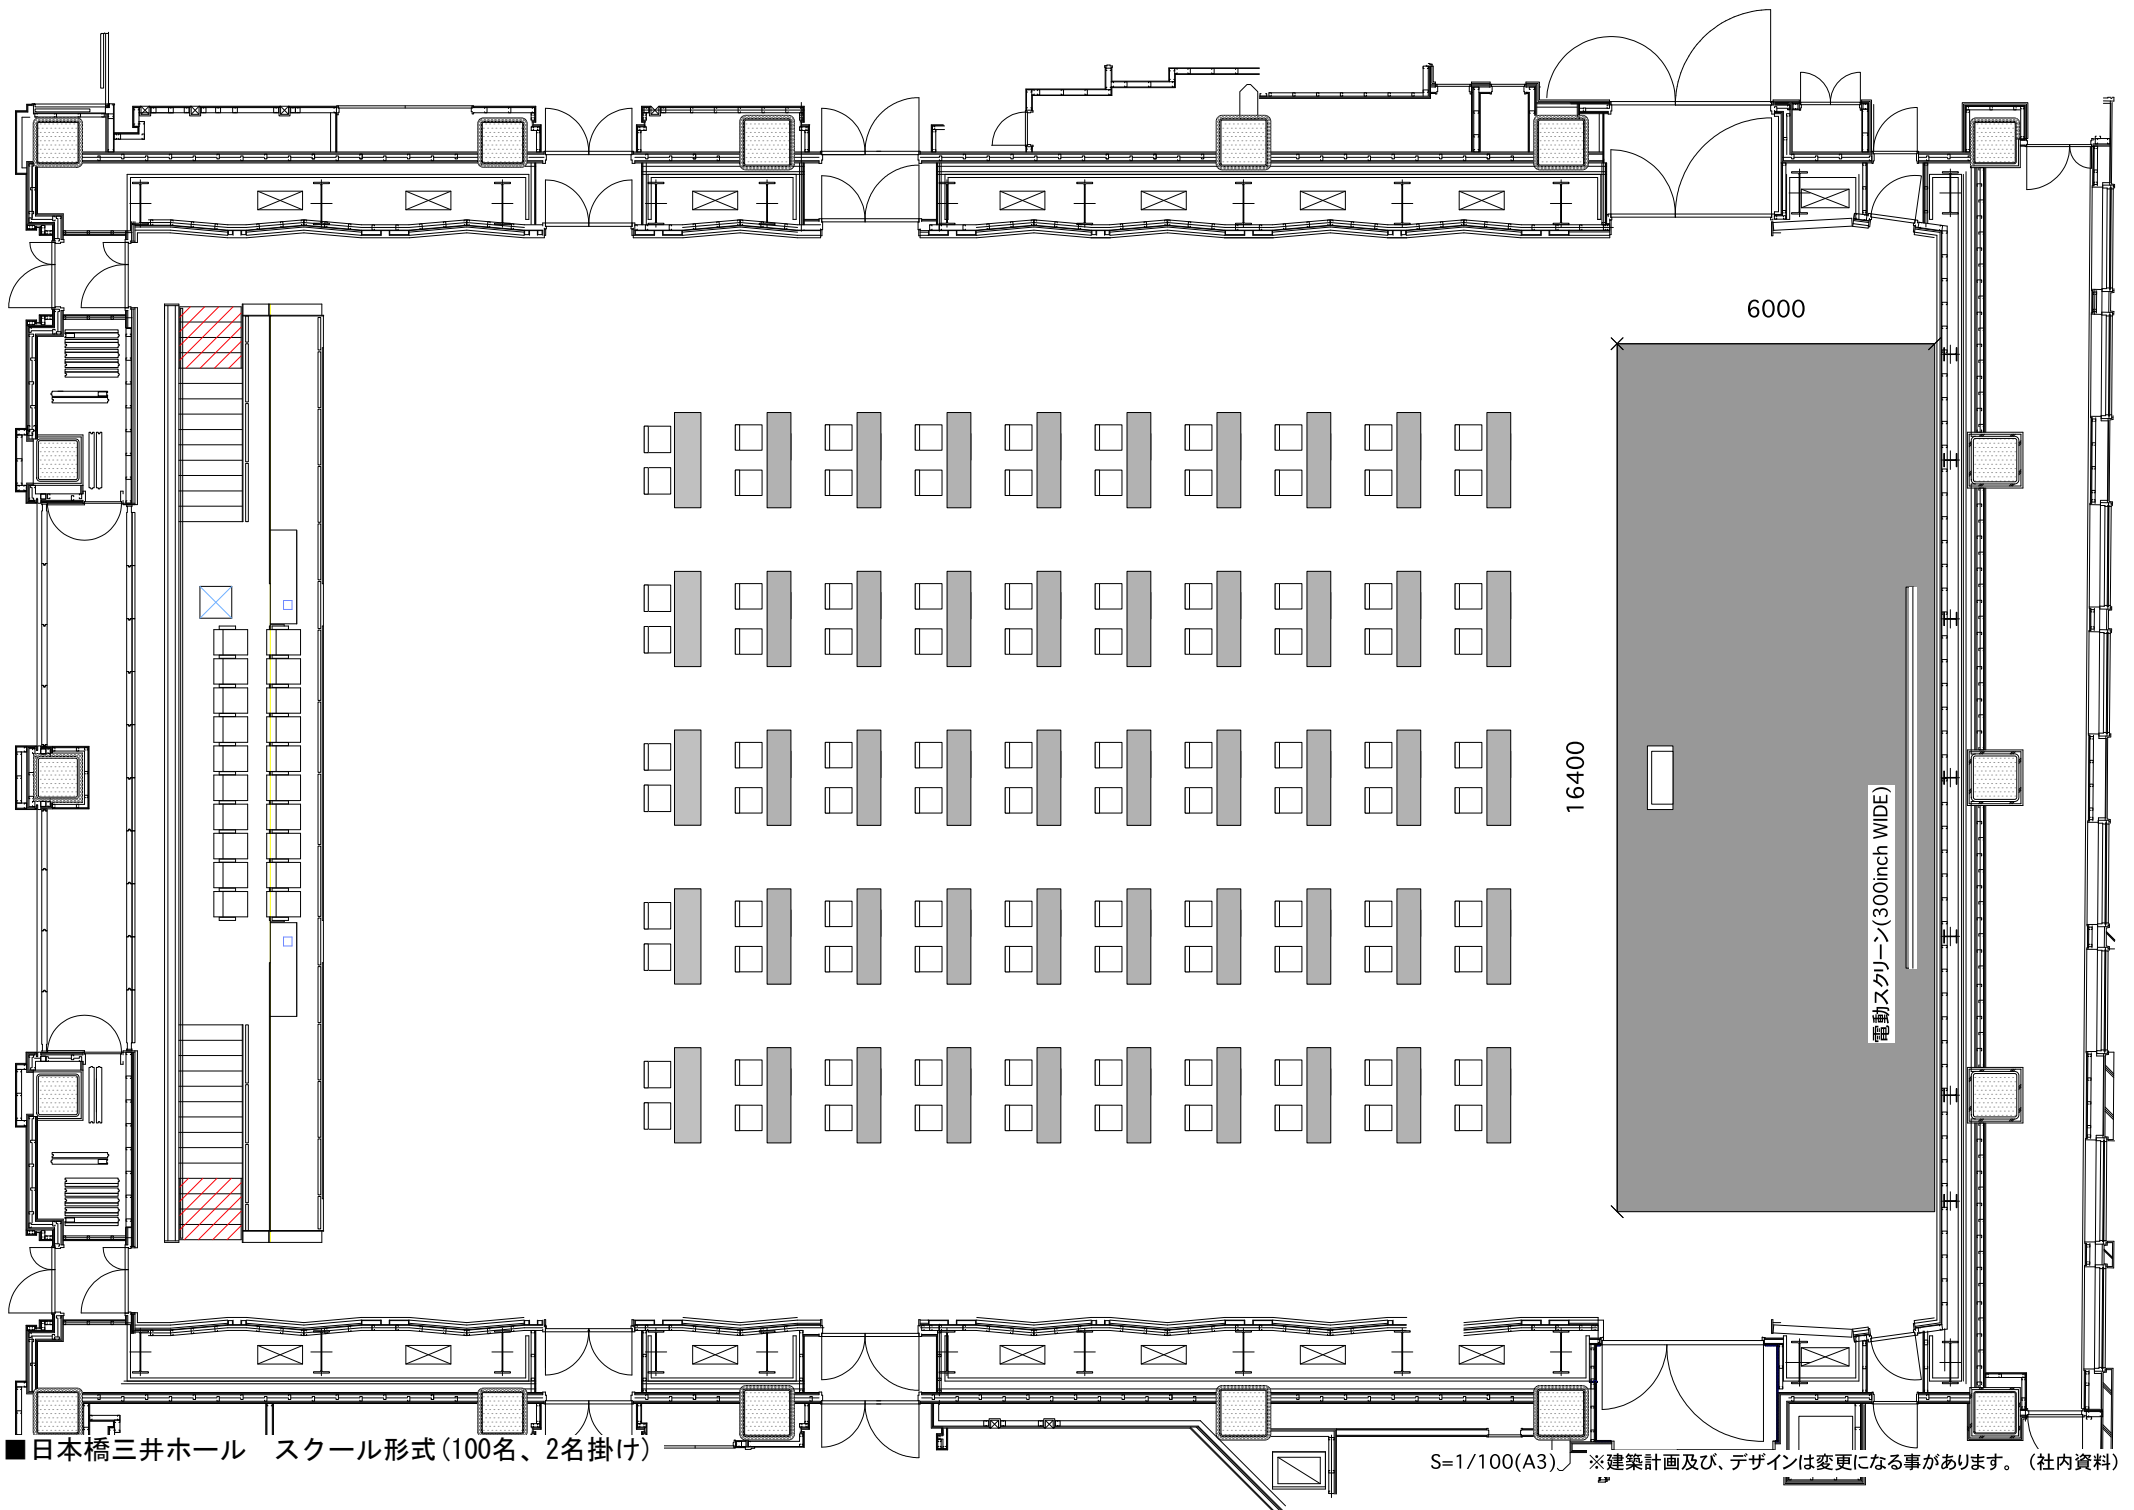 6000
16400
電動スクリーン(300inch WIDE)
■日本橋三井ホール　スクール形式(100名、2名掛け)
S=1/100(A3)
※建築計画及び、デザインは変更になる事があります。（社内資料）